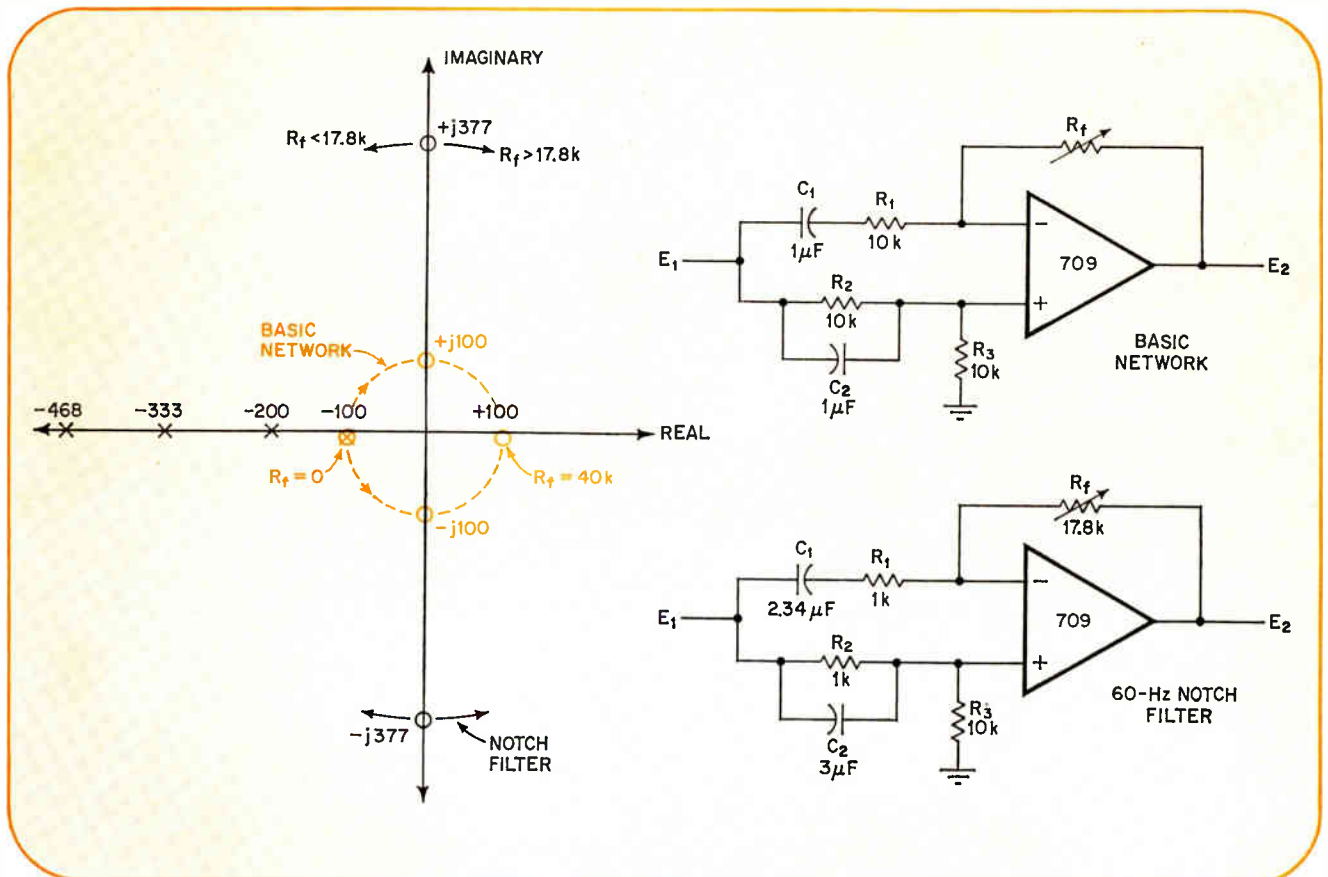 IMAGINARY
+j377
Rf<17.8k
Rf>17.8k
BASIC
NETWORK
+j100
-468
-333
-200
-100
+100
REAL
Rf=0
Rf=40k
-j100
-j377
NOTCH
FILTER
Rf
C1
R1
1μF
10k
E1
709
E2
R2
10k
C2
1μF
R3
10k
BASIC
NETWORK
Rf
17.8k
C1
R1
2.34μF
1k
E1
709
E2
R2
1k
C2
3μF
R3
10k
60-HZ NOTCH
FILTER